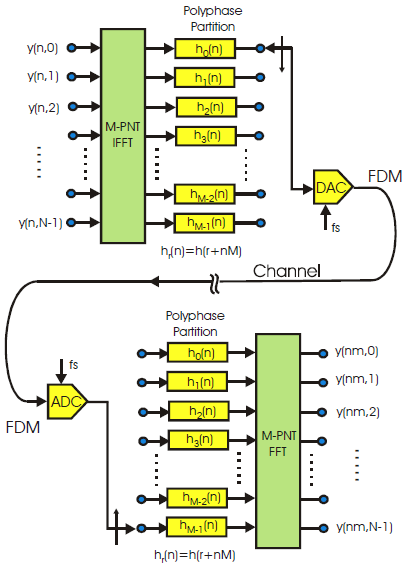 Polyphase
Partition
y(n,0)
h0(n)
y(n,1)
h1(n)
y(n,2)
h2(n)
M-PNT
IFFT
h3(n)
hM-2(n)
y(n,N-1)
hM-1(n)
hr(n)=h(r+nM)
DAC
FDM
fs
Channel
Polyphase
Partition
h0(n)
y(nm,0)
fs
h1(n)
y(nm,1)
ADC
h2(n)
y(nm,2)
FDM
h3(n)
M-PNT
FFT
hM-2(n)
hM-1(n)
y(nm,N-1)
hr(n)=h(r+nM)